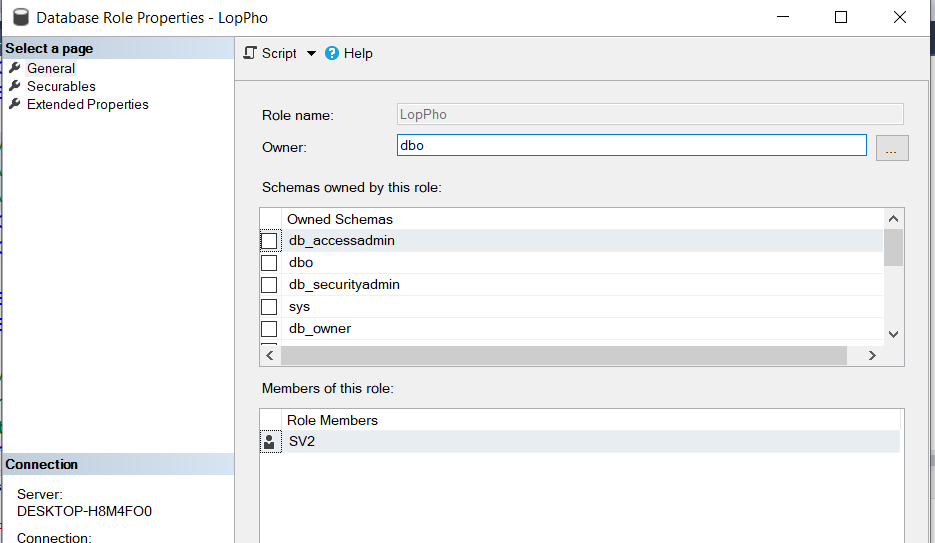 Database Role Properties - LopPho
Select a page
General
Securables
Extended Properties
Script
Help
Role name:
LopPho
Owner:
dbo
...
Schemas owned by this role:
Owned Schemas
db_accessadmin
dbo
db_securityadmin
sys
db_owner
Members of this role:
Role Members
SV2
Connection
Server:
DESKTOP-H8M4FO0
Connection: